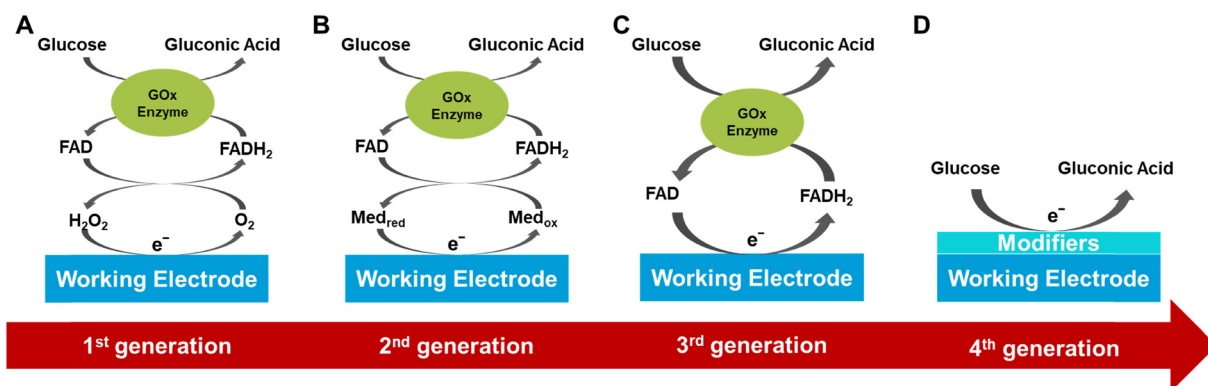 A
Glucose
Gluconic Acid
GOx
Enzyme
FAD
FADH₂
H₂O₂
O₂
e⁻
Working Electrode
B
Glucose
Gluconic Acid
GOx
Enzyme
FAD
FADH₂
Med_red
Med_ox
e⁻
Working Electrode
C
Glucose
Gluconic Acid
GOx
Enzyme
FAD
FADH₂
e⁻
Working Electrode
D
Glucose
Gluconic Acid
e⁻
Modifiers
Working Electrode
1st generation
2nd generation
3rd generation
4th generation